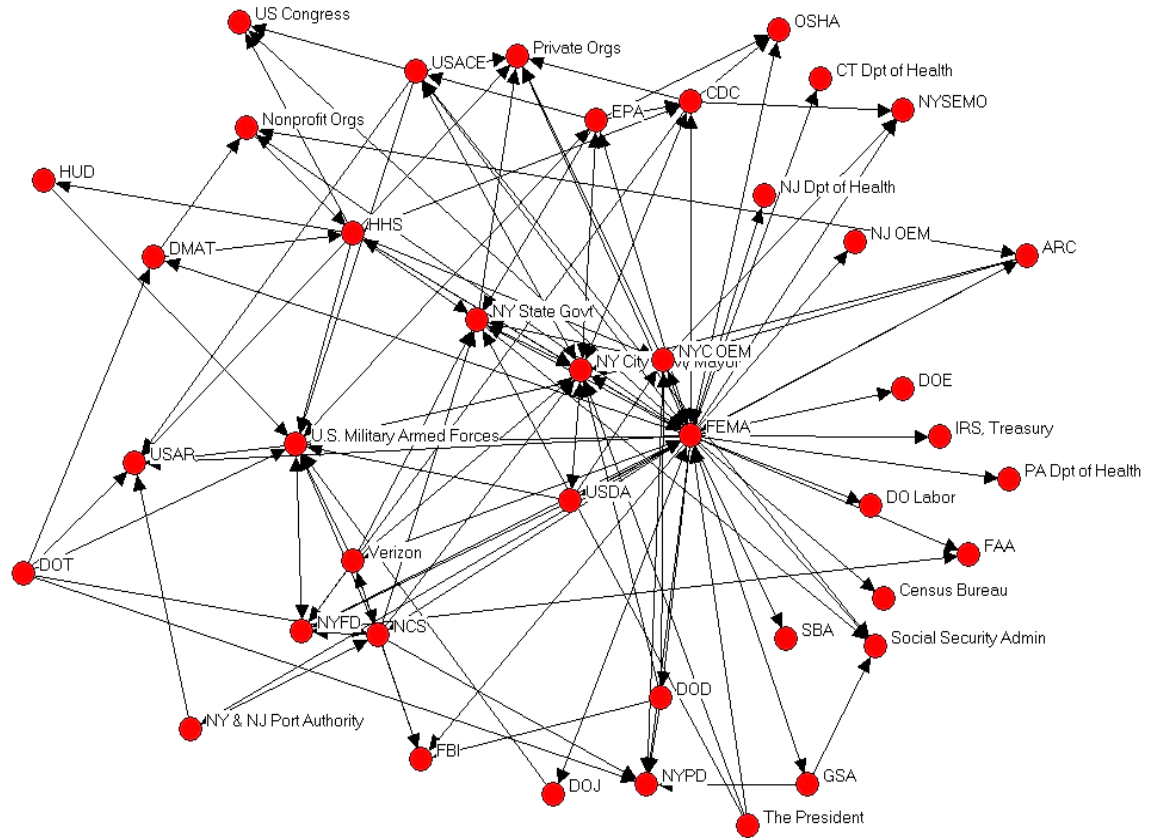 US Congress
OSHA
Private Orgs
USACE
CT Dpt of Health
CDC
NYSEMO
EPA
Nonprofit Orgs
HUD
NJ Dpt of Health
HHS
NJ OEM
DMAT
ARC
NY State Govt
NYC OEM
NY City Mayor
DOE
FEMA
IRS, Treasury
U.S. Military Armed Forces
USAR
PA Dpt of Health
USDA
DO Labor
Verizon
FAA
DOT
Census Bureau
NYFD
NCS
SBA
Social Security Admin
DOD
NY & NJ Port Authority
FBI
NYPD
GSA
DOJ
The President